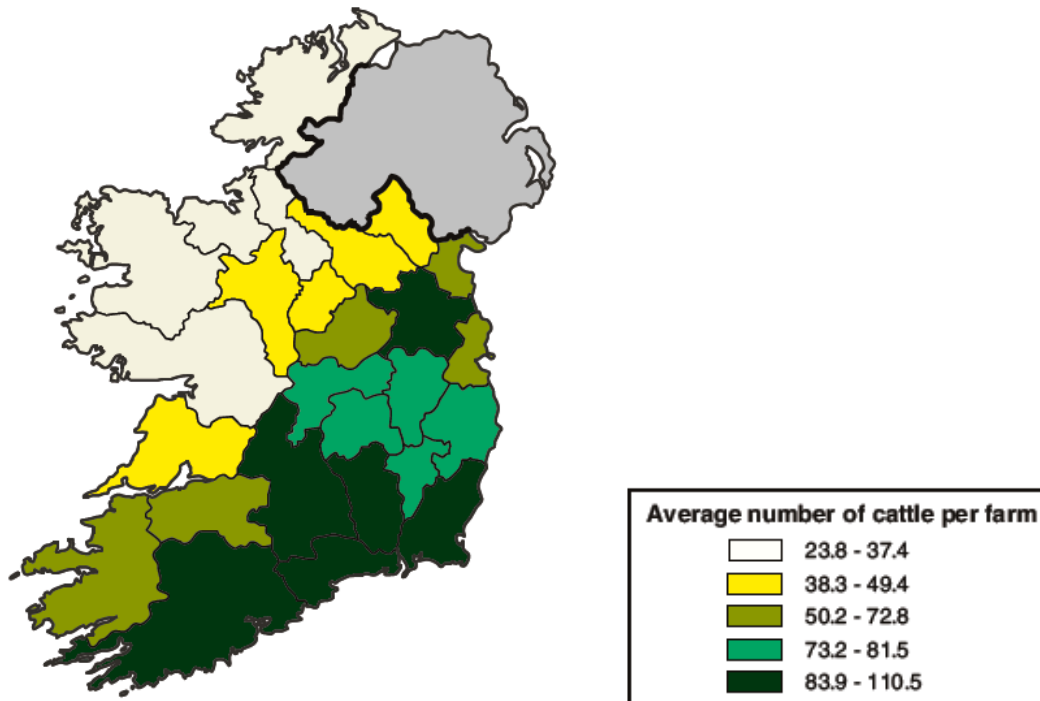 Average number of cattle per farm
23.8 - 37.4
38.3 - 49.4
50.2 - 72.8
73.2 - 81.5
83.9 - 110.5